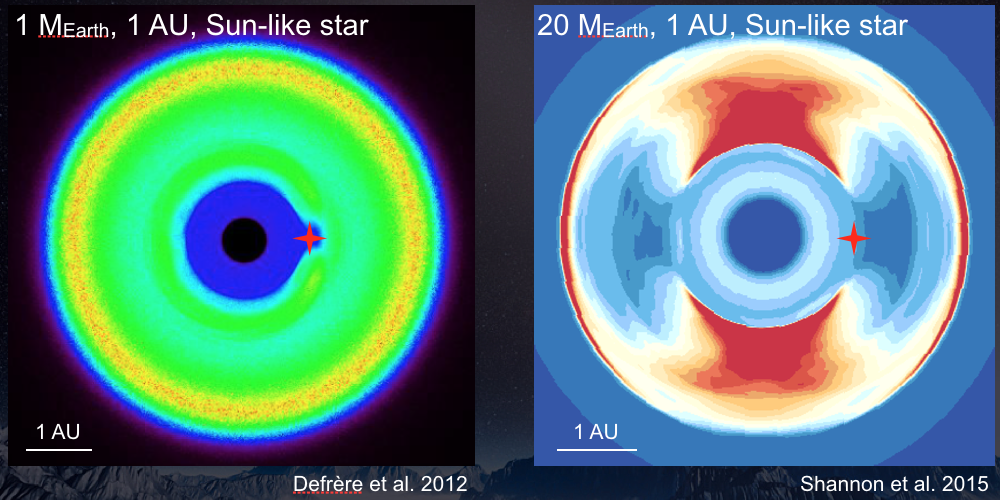 1 MEarth, 1 AU, Sun-like star
20 MEarth, 1 AU, Sun-like star
1 AU
1 AU
Defrère et al. 2012
Shannon et al. 2015